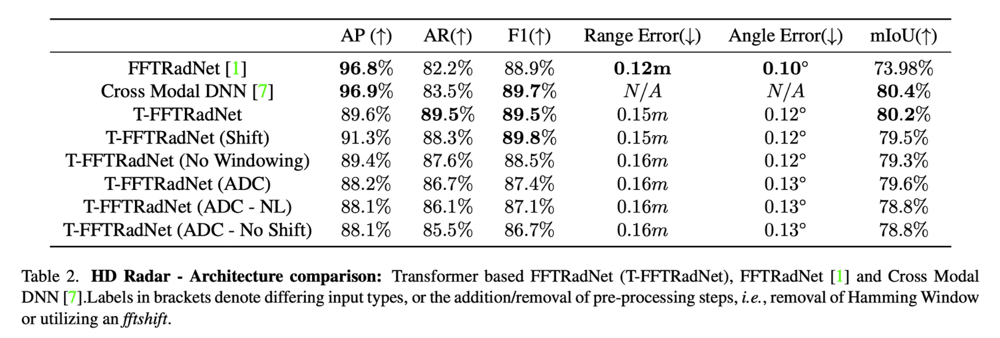 AP (↑) AR(↑) F1(↑) Range Error(↓) Angle Error(↓) mIoU(↑)
FFTRadNet [1] 96.8% 82.2% 88.9% 0.12m 0.10° 73.98%
Cross Modal DNN [7] 96.9% 83.5% 89.7% N/A N/A 80.4%
T-FFTRadNet 89.6% 89.5% 89.5% 0.15m 0.12° 80.2%
T-FFTRadNet (Shift) 91.3% 88.3% 89.8% 0.15m 0.12° 79.5%
T-FFTRadNet (No Windowing) 89.4% 87.6% 88.5% 0.16m 0.12° 79.3%
T-FFTRadNet (ADC) 88.2% 86.7% 87.4% 0.16m 0.13° 79.6%
T-FFTRadNet (ADC - NL) 88.1% 86.1% 87.1% 0.16m 0.13° 78.8%
T-FFTRadNet (ADC - No Shift) 88.1% 85.5% 86.7% 0.16m 0.13° 78.8%
Table 2. HD Radar - Architecture comparison: Transformer based FFTRadNet (T-FFTRadNet), FFTRadNet [1] and Cross Modal
DNN [7].Labels in brackets denote differing input types, or the addition/removal of pre-processing steps, i.e., removal of Hamming Window
or utilizing an fftshift.